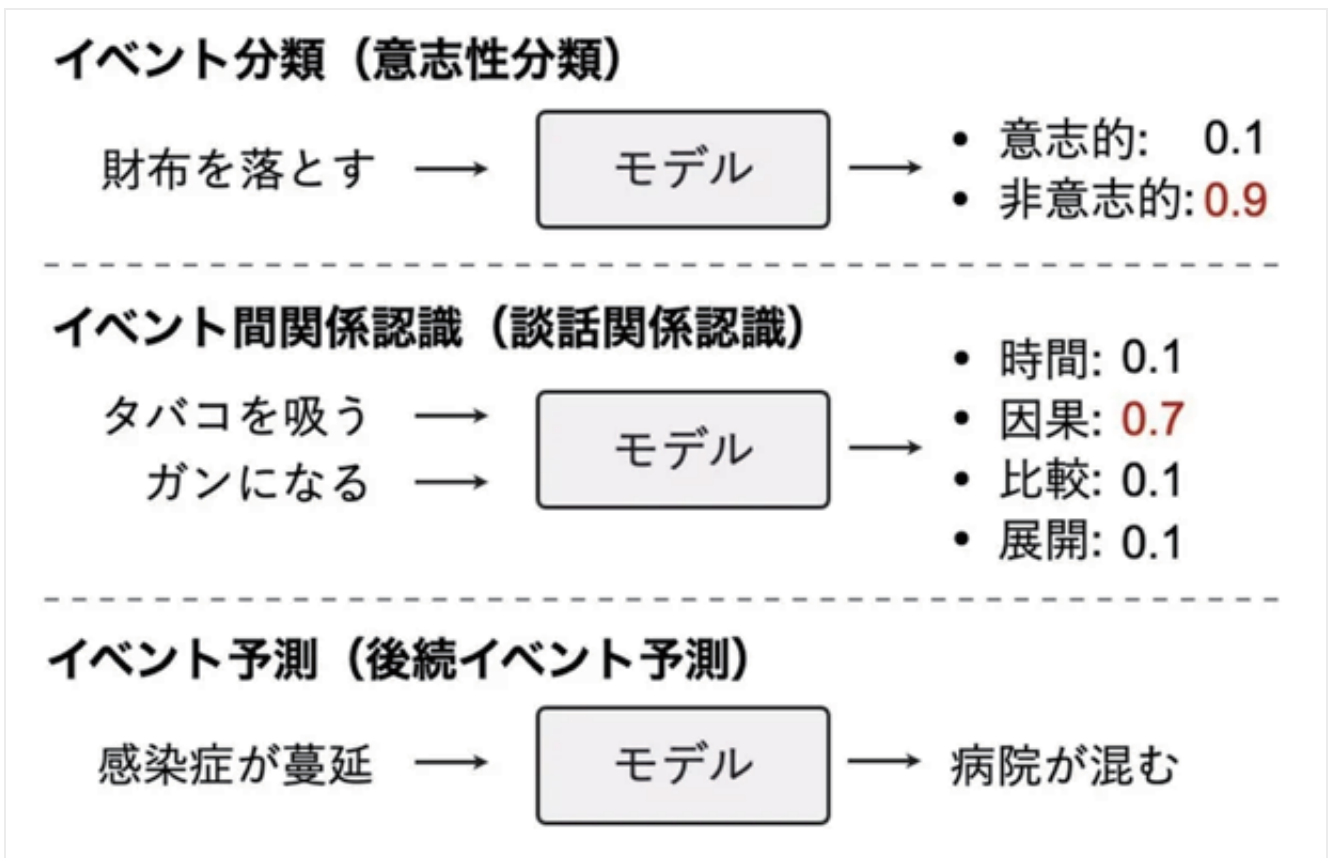 イベント分類（意志性分類）
財布を落とす → モデル → • 意志的: 0.1
• 非意志的: 0.9
イベント間関係認識（談話関係認識）
タバコを吸う →
ガンになる →
モデル →
• 時間: 0.1
• 因果: 0.7
• 比較: 0.1
• 展開: 0.1
イベント予測（後続イベント予測）
感染症が蔓延 → モデル → 病院が混む